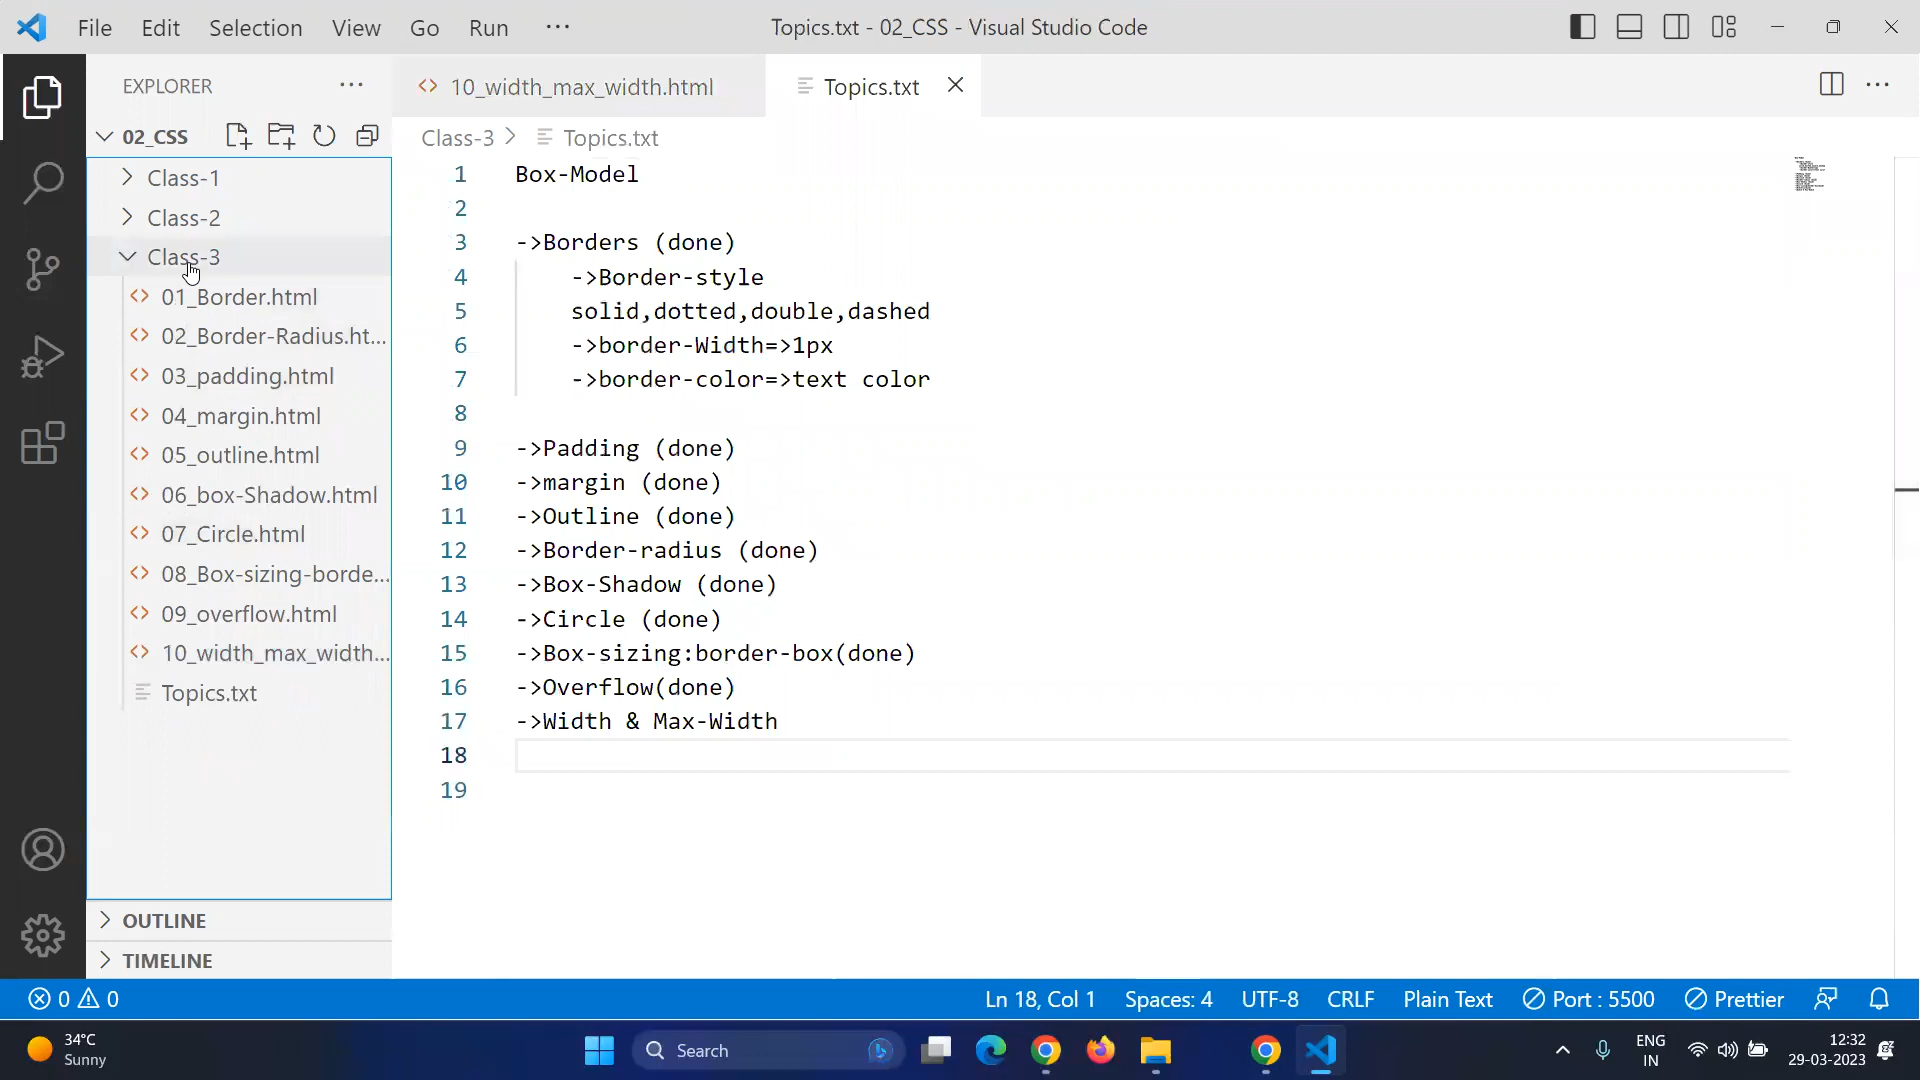 File Edit Selection View Go Run ··· Topics.txt - 02_CSS - Visual Studio Code
EXPLORER ···
02_CSS
Class-1
Class-2
Class-3
01_Border.html
02_Border-Radius.ht...
03_padding.html
04_margin.html
05_outline.html
06_box-Shadow.html
07_Circle.html
08_Box-sizing-borde...
09_overflow.html
10_width_max_width...
Topics.txt
OUTLINE
TIMELINE
10_width_max_width.html Topics.txt
Class-3 > Topics.txt
1 Box-Model
2
3 ->Borders (done)
4 ->Border-style
5 solid,dotted,double,dashed
6 ->border-Width=>1px
7 ->border-color=>text color
8
9 ->Padding (done)
10 ->margin (done)
11 ->Outline (done)
12 ->Border-radius (done)
13 ->Box-Shadow (done)
14 ->Circle (done)
15 ->Box-sizing:border-box(done)
16 ->Overflow(done)
17 ->Width & Max-Width
18
19
0 0 Ln 18, Col 1 Spaces: 4 UTF-8 CRLF Plain Text Port : 5500 Prettier
34°C
Sunny
Search
ENG
IN
12:32
29-03-2023